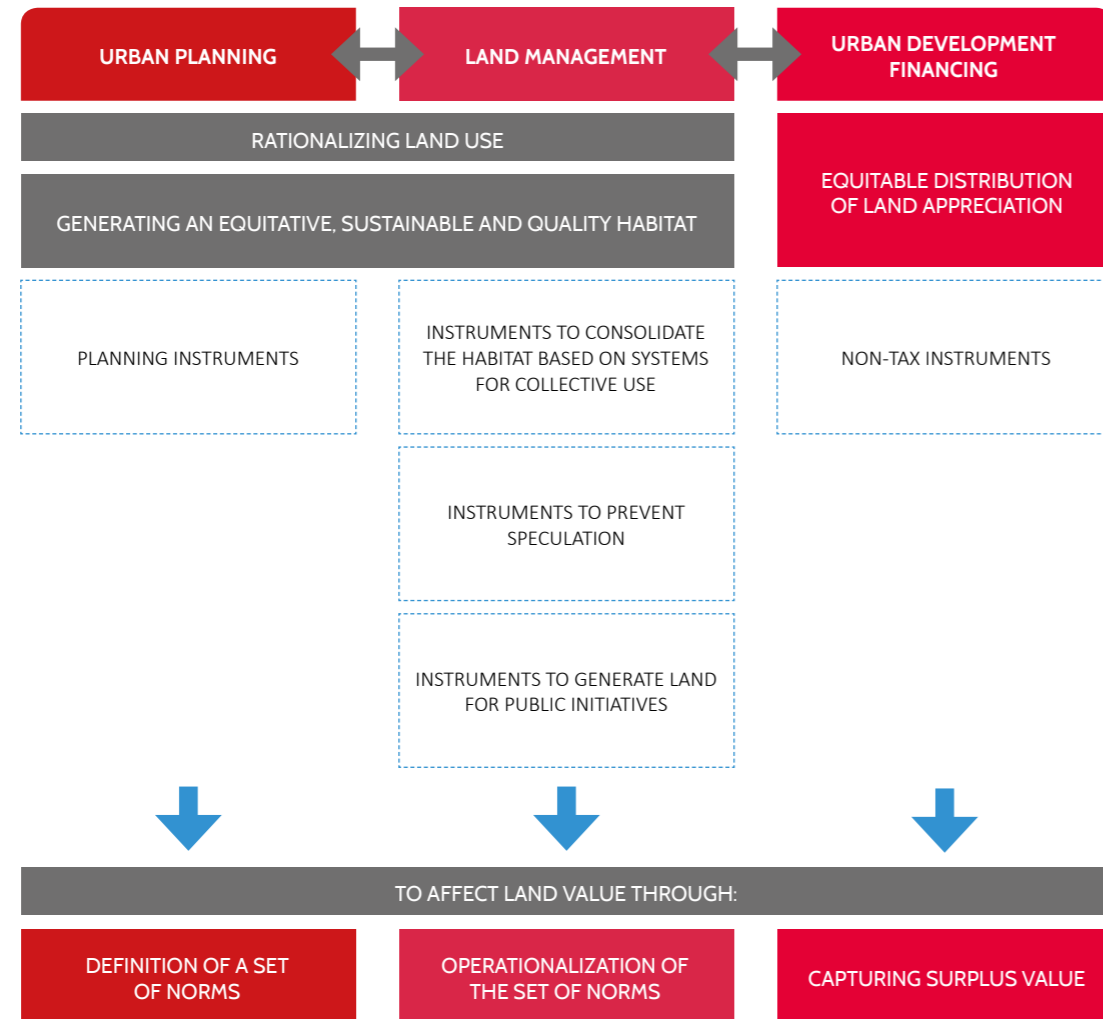 URBAN PLANNING
LAND MANAGEMENT
URBAN DEVELOPMENT
FINANCING
RATIONALIZING LAND USE
GENERATING AN EQUITATIVE, SUSTAINABLE AND QUALITY HABITAT
EQUITABLE DISTRIBUTION
OF LAND APPRECIATION
PLANNING INSTRUMENTS
INSTRUMENTS TO CONSOLIDATE
THE HABITAT BASED ON SYSTEMS
FOR COLLECTIVE USE
NON-TAX INSTRUMENTS
INSTRUMENTS TO PREVENT
SPECULATION
INSTRUMENTS TO GENERATE LAND
FOR PUBLIC INITIATIVES
TO AFFECT LAND VALUE THROUGH:
DEFINITION OF A SET
OF NORMS
OPERATIONALIZATION OF
THE SET OF NORMS
CAPTURING SURPLUS VALUE